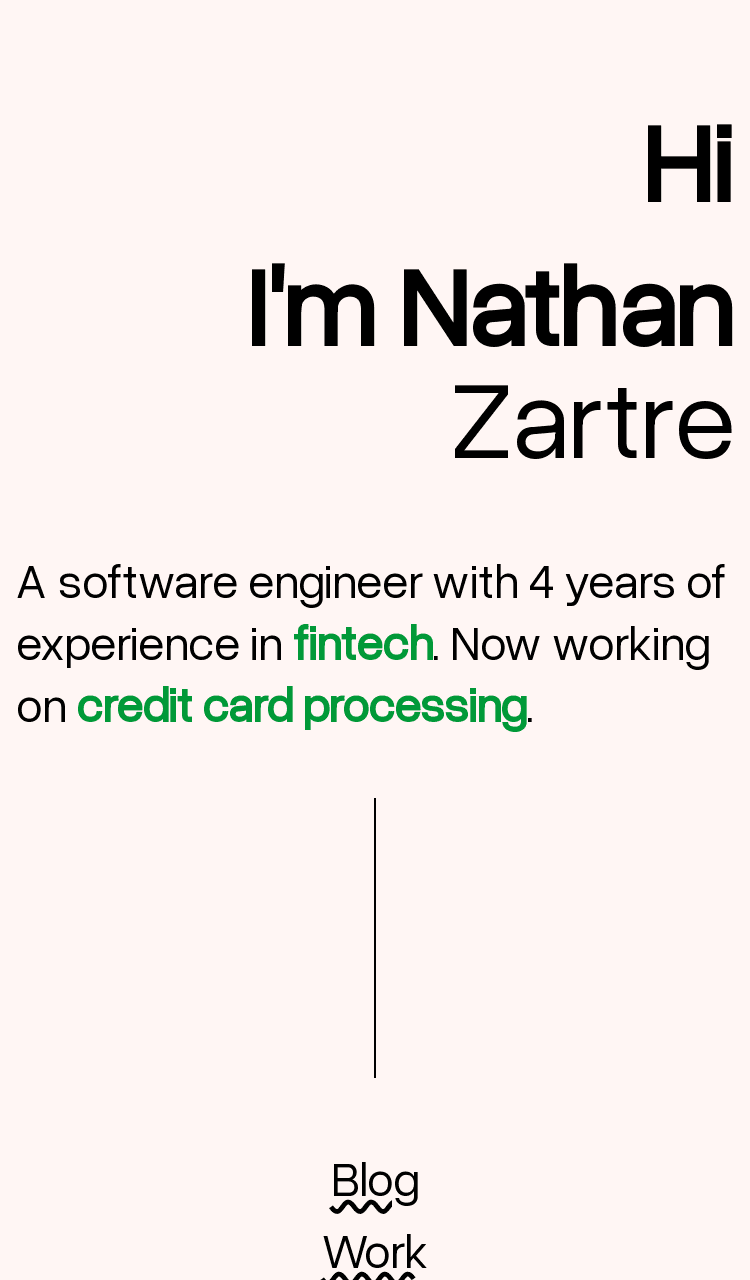 Hi
I'm Nathan
Zartre
A software engineer with 4 years of
experience in fintech. Now working
on credit card processing.
Blog
Work